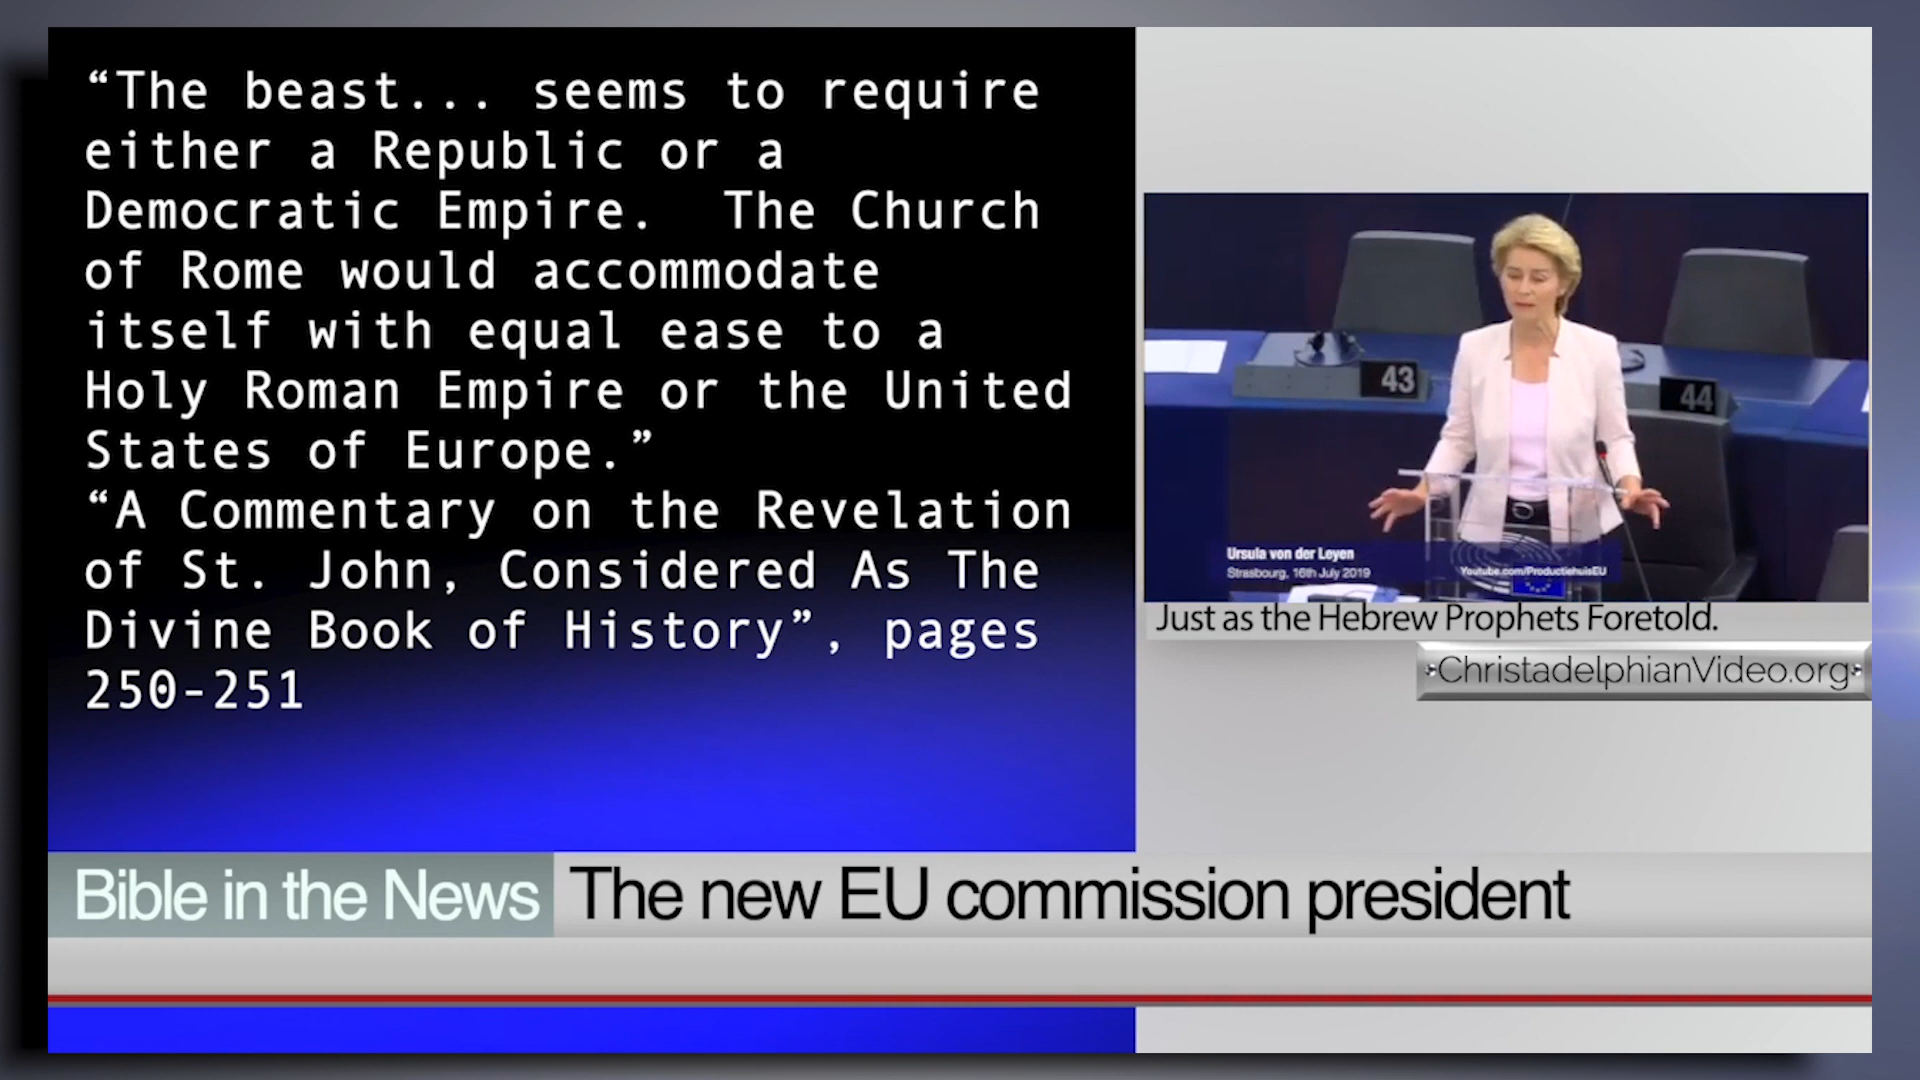 “The beast... seems to require
either a Republic or a
Democratic Empire.  The Church
of Rome would accommodate
itself with equal ease to a
Holy Roman Empire or the United
States of Europe.”
“A Commentary on the Revelation
of St. John, Considered As The
Divine Book of History”, pages
250-251
43
44
Ursula von der Leyen
Strasbourg, 16th July 2019
Youtube.com/ProductiehuisEU
Just as the Hebrew Prophets Foretold.
ChristadelphianVideo.org
Bible in the News
The new EU commission president